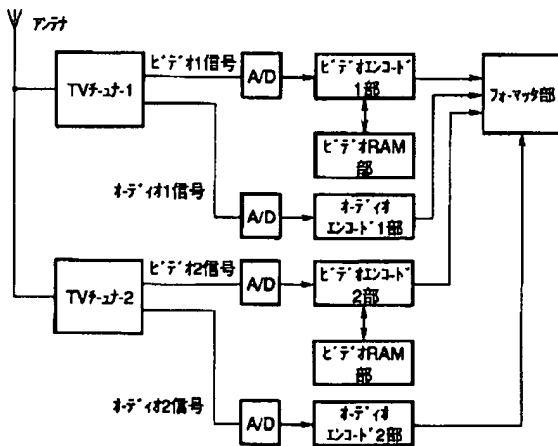 アンテナ
ビデオ1信号
A/D
ビデオエンコード
1部
TVチューナ-1
フォーマッタ部
ビデオRAM
部
オーディオ1信号
A/D
オーディオ
エンコード1部
ビデオ2信号
A/D
ビデオエンコード
2部
TVチューナ-2
ビデオRAM
部
オーディオ2信号
A/D
オーディオ
エンコード2部